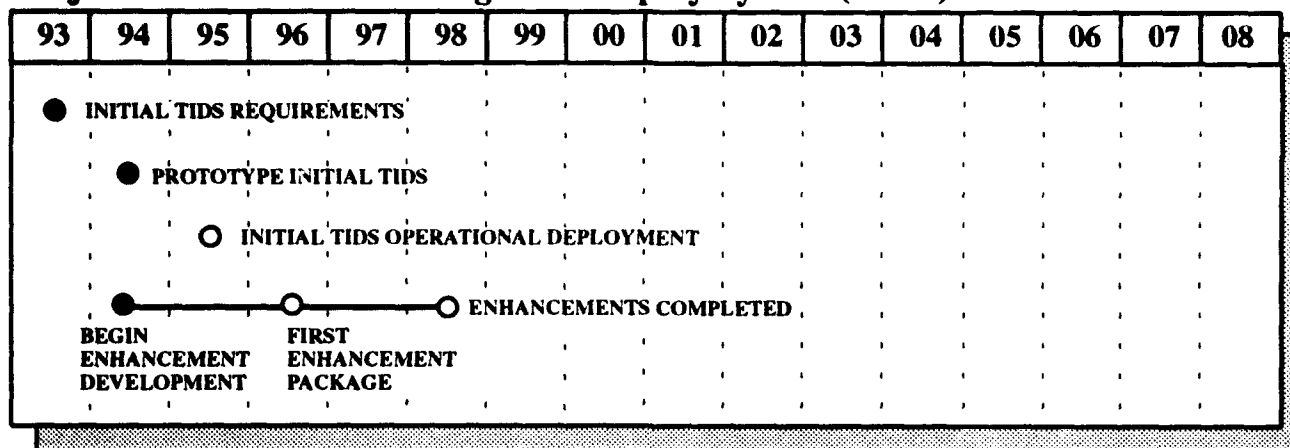 93 94 95 96 97 98 99 00 01 02 03 04 05 06 07 08
INITIAL TIDS REQUIREMENTS
PROTOTYPE INITIAL TIDS
INITIAL TIDS OPERATIONAL DEPLOYMENT
ENHANCEMENTS COMPLETED
BEGIN
ENHANCEMENT
DEVELOPMENT
FIRST
ENHANCEMENT
PACKAGE